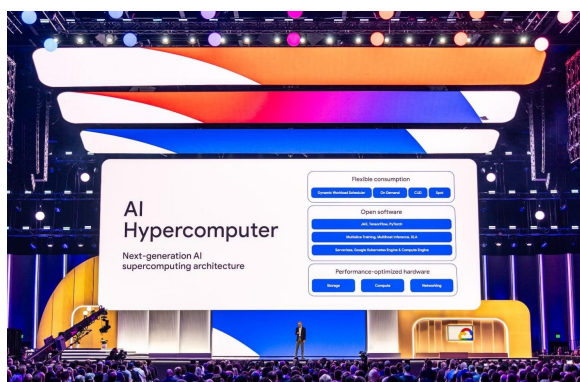 AI
Hypercomputer
Next-generation AI
supercomputing architecture
Flexible consumption
Dynamic Workload Scheduler
On Demand
CUD
Spot
Open software
JAX, TensorFlow, PyTorch
Multislice Training, Multihost Inference, XLA
Serverless, Google Kubernetes Engine & Compute Engine
Performance-optimized hardware
Storage
Compute
Networking